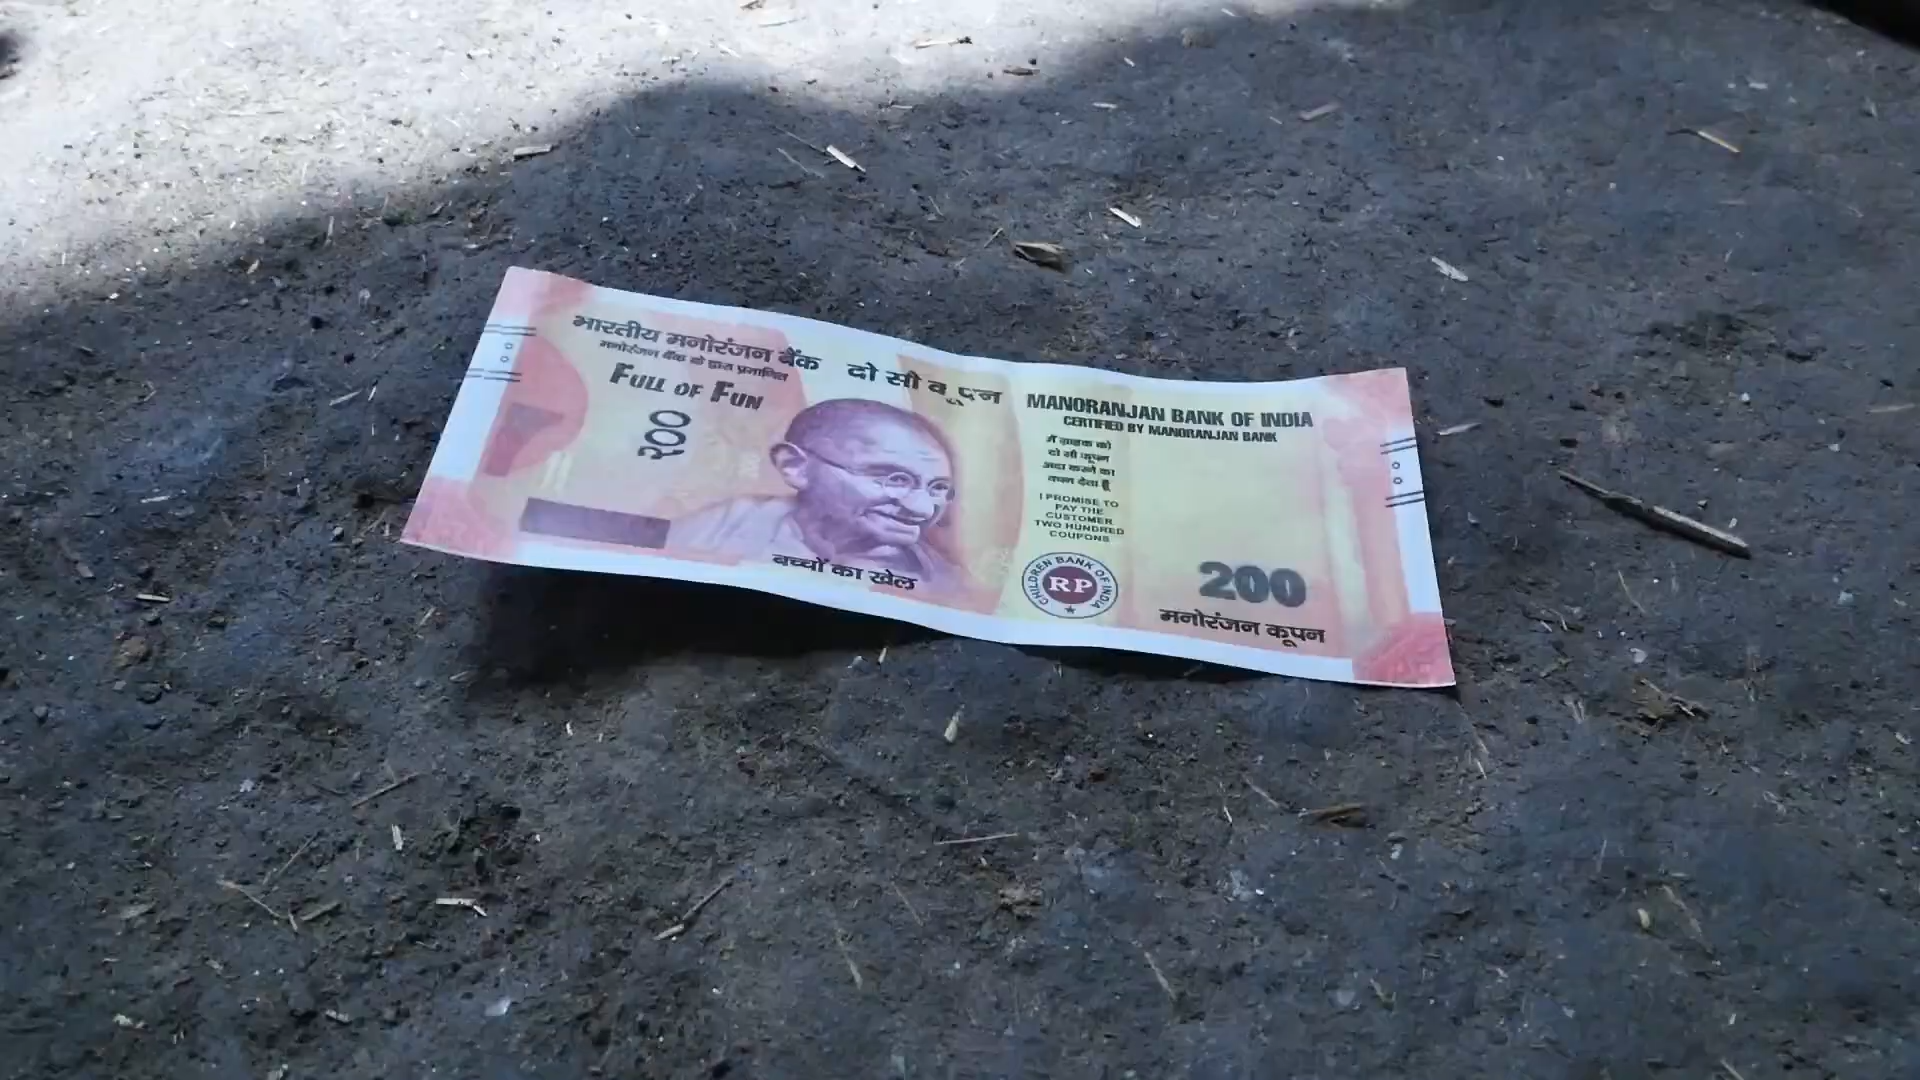 भारतीय मनोरंजन बैंक
मनोरंजन बैंक के द्वारा प्रमाणित
FULL OF FUN
२००
बच्चों का खेल
दो सौ कूपन
MANORANJAN BANK OF INDIA
CERTIFIED BY MANORANJAN BANK
मैं ग्राहक को
दो सौ कूपन
अदा करने का
वचन देता हूँ
I PROMISE TO
PAY THE
CUSTOMER
TWO HUNDRED
COUPONS
CHILDREN BANK OF INDIA
RP
200
मनोरंजन कूपन